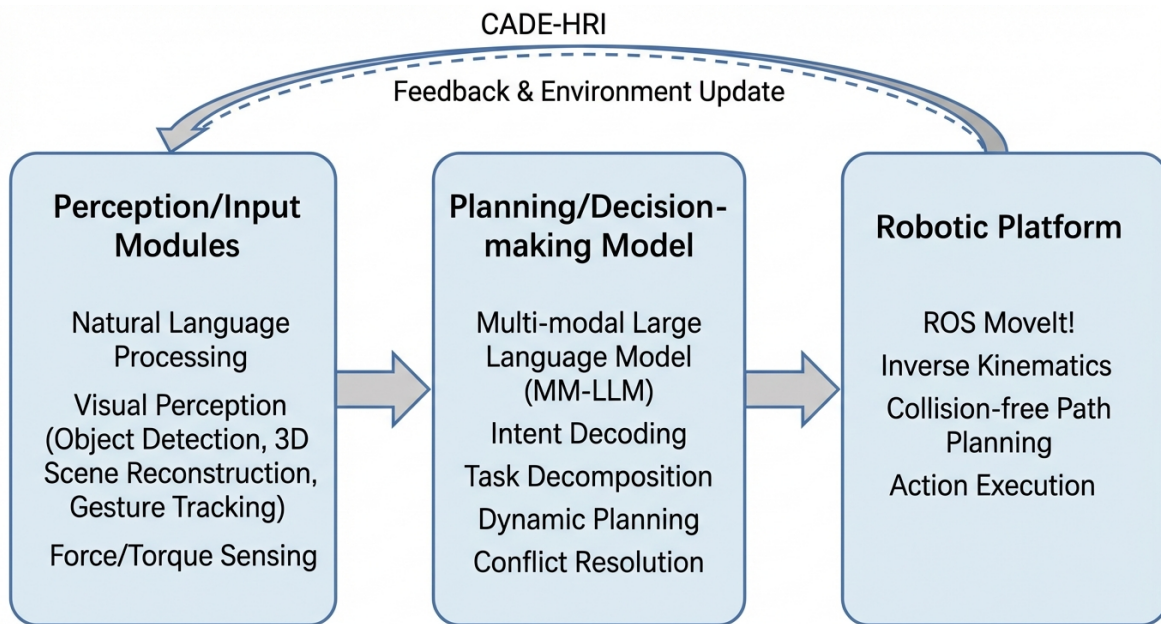 CADE-HRI
Feedback & Environment Update
Perception/Input
Modules
Natural Language
Processing
Visual Perception
(Object Detection, 3D
Scene Reconstruction,
Gesture Tracking)
Force/Torque Sensing
Planning/Decision-
making Model
Multi-modal Large
Language Model
(MM-LLM)
Intent Decoding
Task Decomposition
Dynamic Planning
Conflict Resolution
Robotic Platform
ROS MoveIt!
Inverse Kinematics
Collision-free Path
Planning
Action Execution